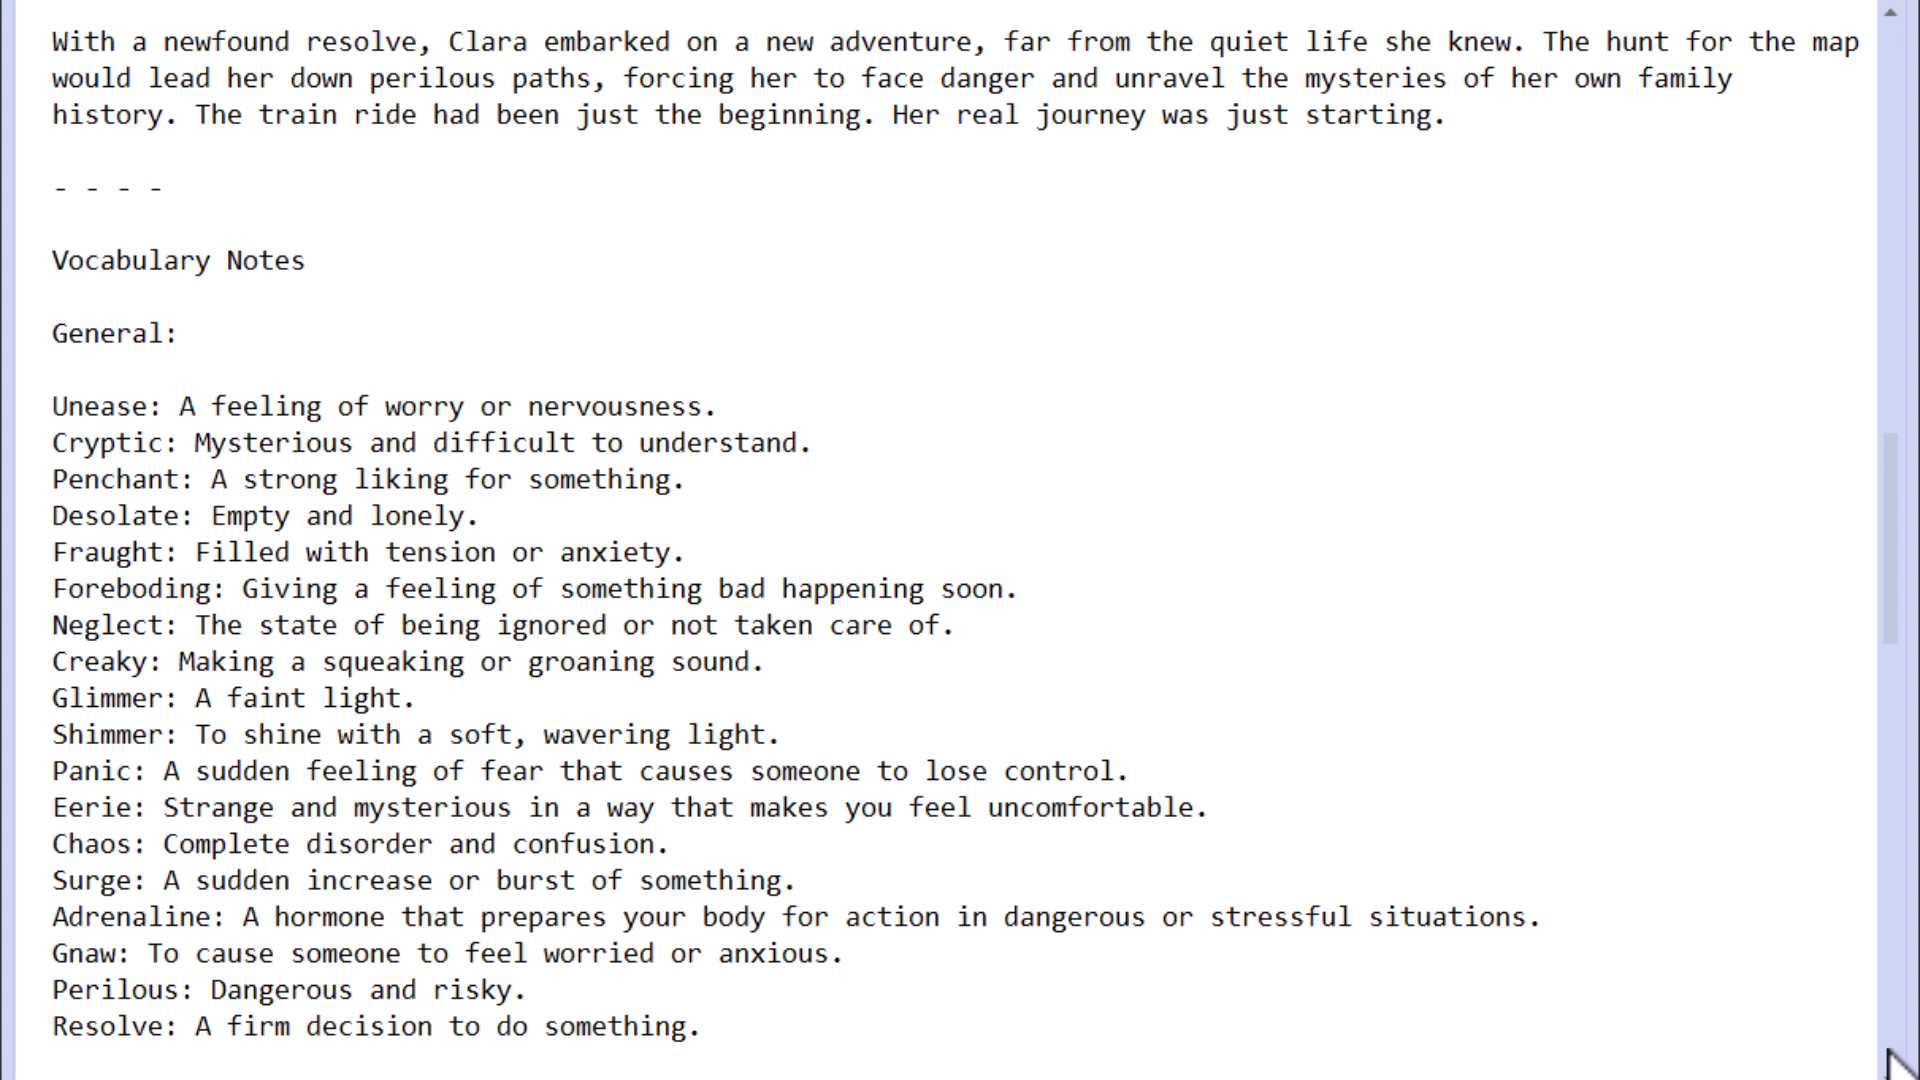 With a newfound resolve, Clara embarked on a new adventure, far from the quiet life she knew. The hunt for the map
would lead her down perilous paths, forcing her to face danger and unravel the mysteries of her own family
history. The train ride had been just the beginning. Her real journey was just starting.
- - - -
Vocabulary Notes
General:
Unease: A feeling of worry or nervousness.
Cryptic: Mysterious and difficult to understand.
Penchant: A strong liking for something.
Desolate: Empty and lonely.
Fraught: Filled with tension or anxiety.
Foreboding: Giving a feeling of something bad happening soon.
Neglect: The state of being ignored or not taken care of.
Creaky: Making a squeaking or groaning sound.
Glimmer: A faint light.
Shimmer: To shine with a soft, wavering light.
Panic: A sudden feeling of fear that causes someone to lose control.
Eerie: Strange and mysterious in a way that makes you feel uncomfortable.
Chaos: Complete disorder and confusion.
Surge: A sudden increase or burst of something.
Adrenaline: A hormone that prepares your body for action in dangerous or stressful situations.
Gnaw: To cause someone to feel worried or anxious.
Perilous: Dangerous and risky.
Resolve: A firm decision to do something.